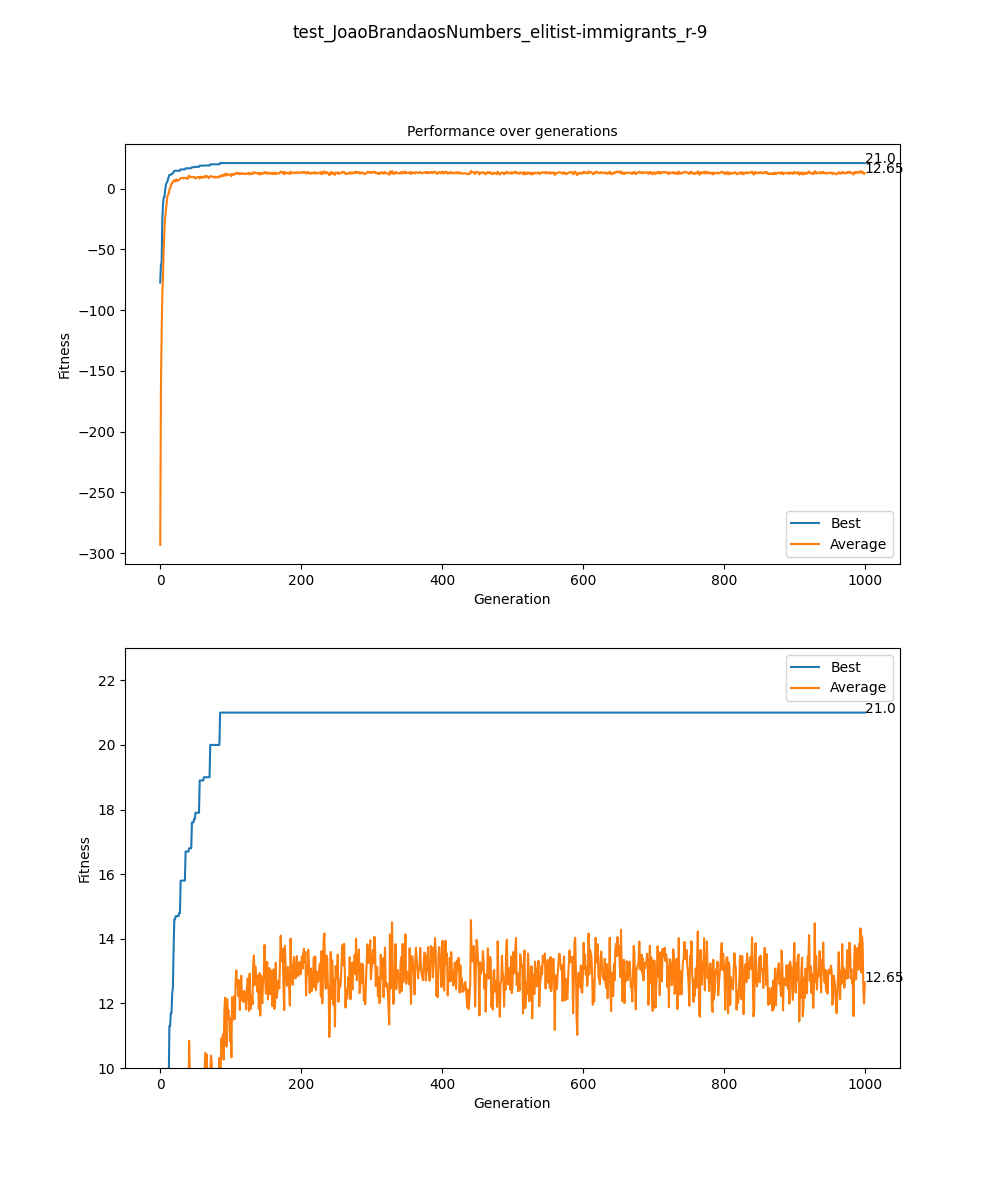 test_JoaoBrandaosNumbers_elitist-immigrants_r-9
Performance over generations
21.0
12.65
0
−50
−100
−150
−200
−250
−300
Fitness
Best
Average
0 200 400 600 800 1000
Generation
22
20
18
16
14
12
10
Fitness
Best
Average
21.0
12.65
0 200 400 600 800 1000
Generation